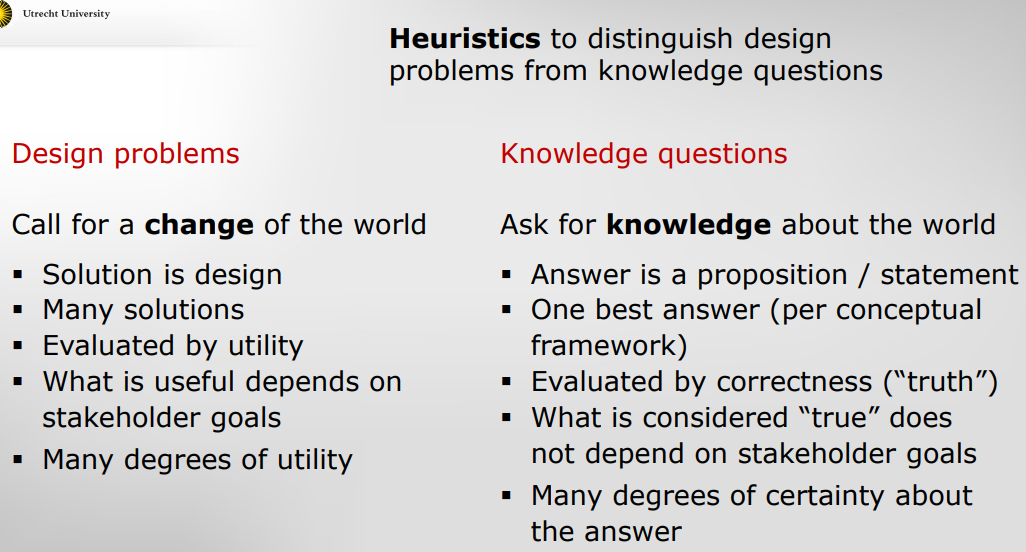 Utrecht University
Heuristics to distinguish design
problems from knowledge questions
Design problems
Call for a change of the world
▪ Solution is design
▪ Many solutions
▪ Evaluated by utility
▪ What is useful depends on
stakeholder goals
▪ Many degrees of utility
Knowledge questions
Ask for knowledge about the world
▪ Answer is a proposition / statement
▪ One best answer (per conceptual
framework)
▪ Evaluated by correctness (“truth”)
▪ What is considered “true” does
not depend on stakeholder goals
▪ Many degrees of certainty about
the answer